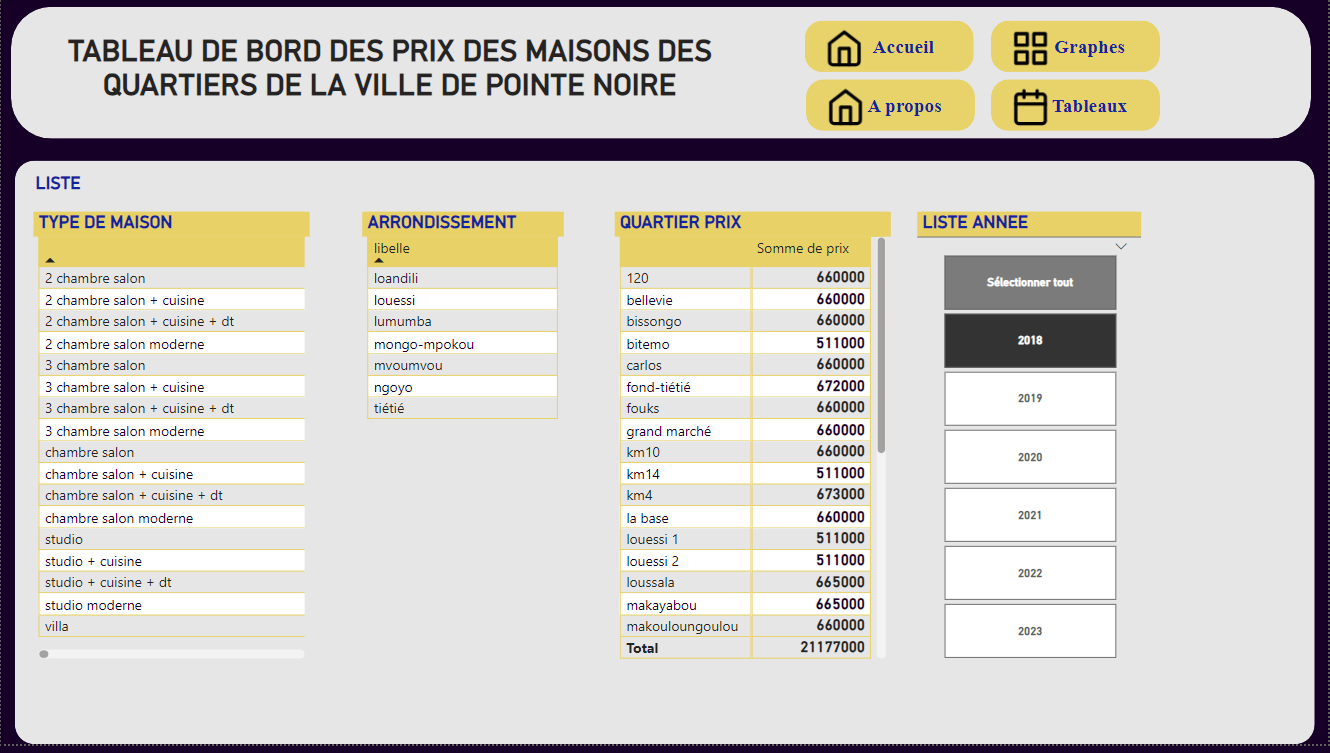 TABLEAU DE BORD DES PRIX DES MAISONS DES
QUARTIERS DE LA VILLE DE POINTE NOIRE
Accueil
Graphes
A propos
Tableaux
LISTE
TYPE DE MAISON
2 chambre salon
2 chambre salon + cuisine
2 chambre salon + cuisine + dt
2 chambre salon moderne
3 chambre salon
3 chambre salon + cuisine
3 chambre salon + cuisine + dt
3 chambre salon moderne
chambre salon
chambre salon + cuisine
chambre salon + cuisine + dt
chambre salon moderne
studio
studio + cuisine
studio + cuisine + dt
studio moderne
villa
ARRONDISSEMENT
libelle
loandili
louessi
lumumba
mongo-mpokou
mvoumvou
ngoyo
tiétié
QUARTIER PRIX
Somme de prix
120 660000
bellevie 660000
bissongo 660000
bitemo 511000
carlos 660000
fond-tiétié 672000
fouks 660000
grand marché 660000
km10 660000
km14 511000
km4 673000
la base 660000
louessi 1 511000
louessi 2 511000
loussala 665000
makayabou 665000
makouloungoulou 660000
Total 21177000
LISTE ANNEE
Sélectionner tout
2018
2019
2020
2021
2022
2023